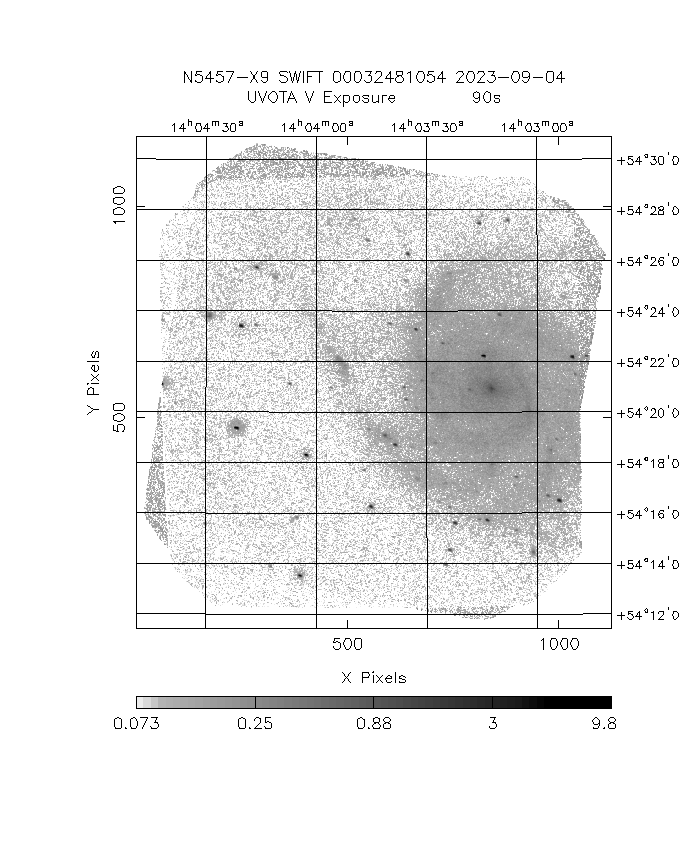 N5457-X9 SWIFT 00032481054 2023-09-04
UVOTA V Exposure 90s
14h04m30s 14h04m00s 14h03m30s 14h03m00s
+54°30'0
+54°28'0
+54°26'0
+54°24'0
+54°22'0
+54°20'0
+54°18'0
+54°16'0
+54°14'0
+54°12'0
1000
500
Y Pixels
500 1000
X Pixels
0.073 0.25 0.88 3 9.8